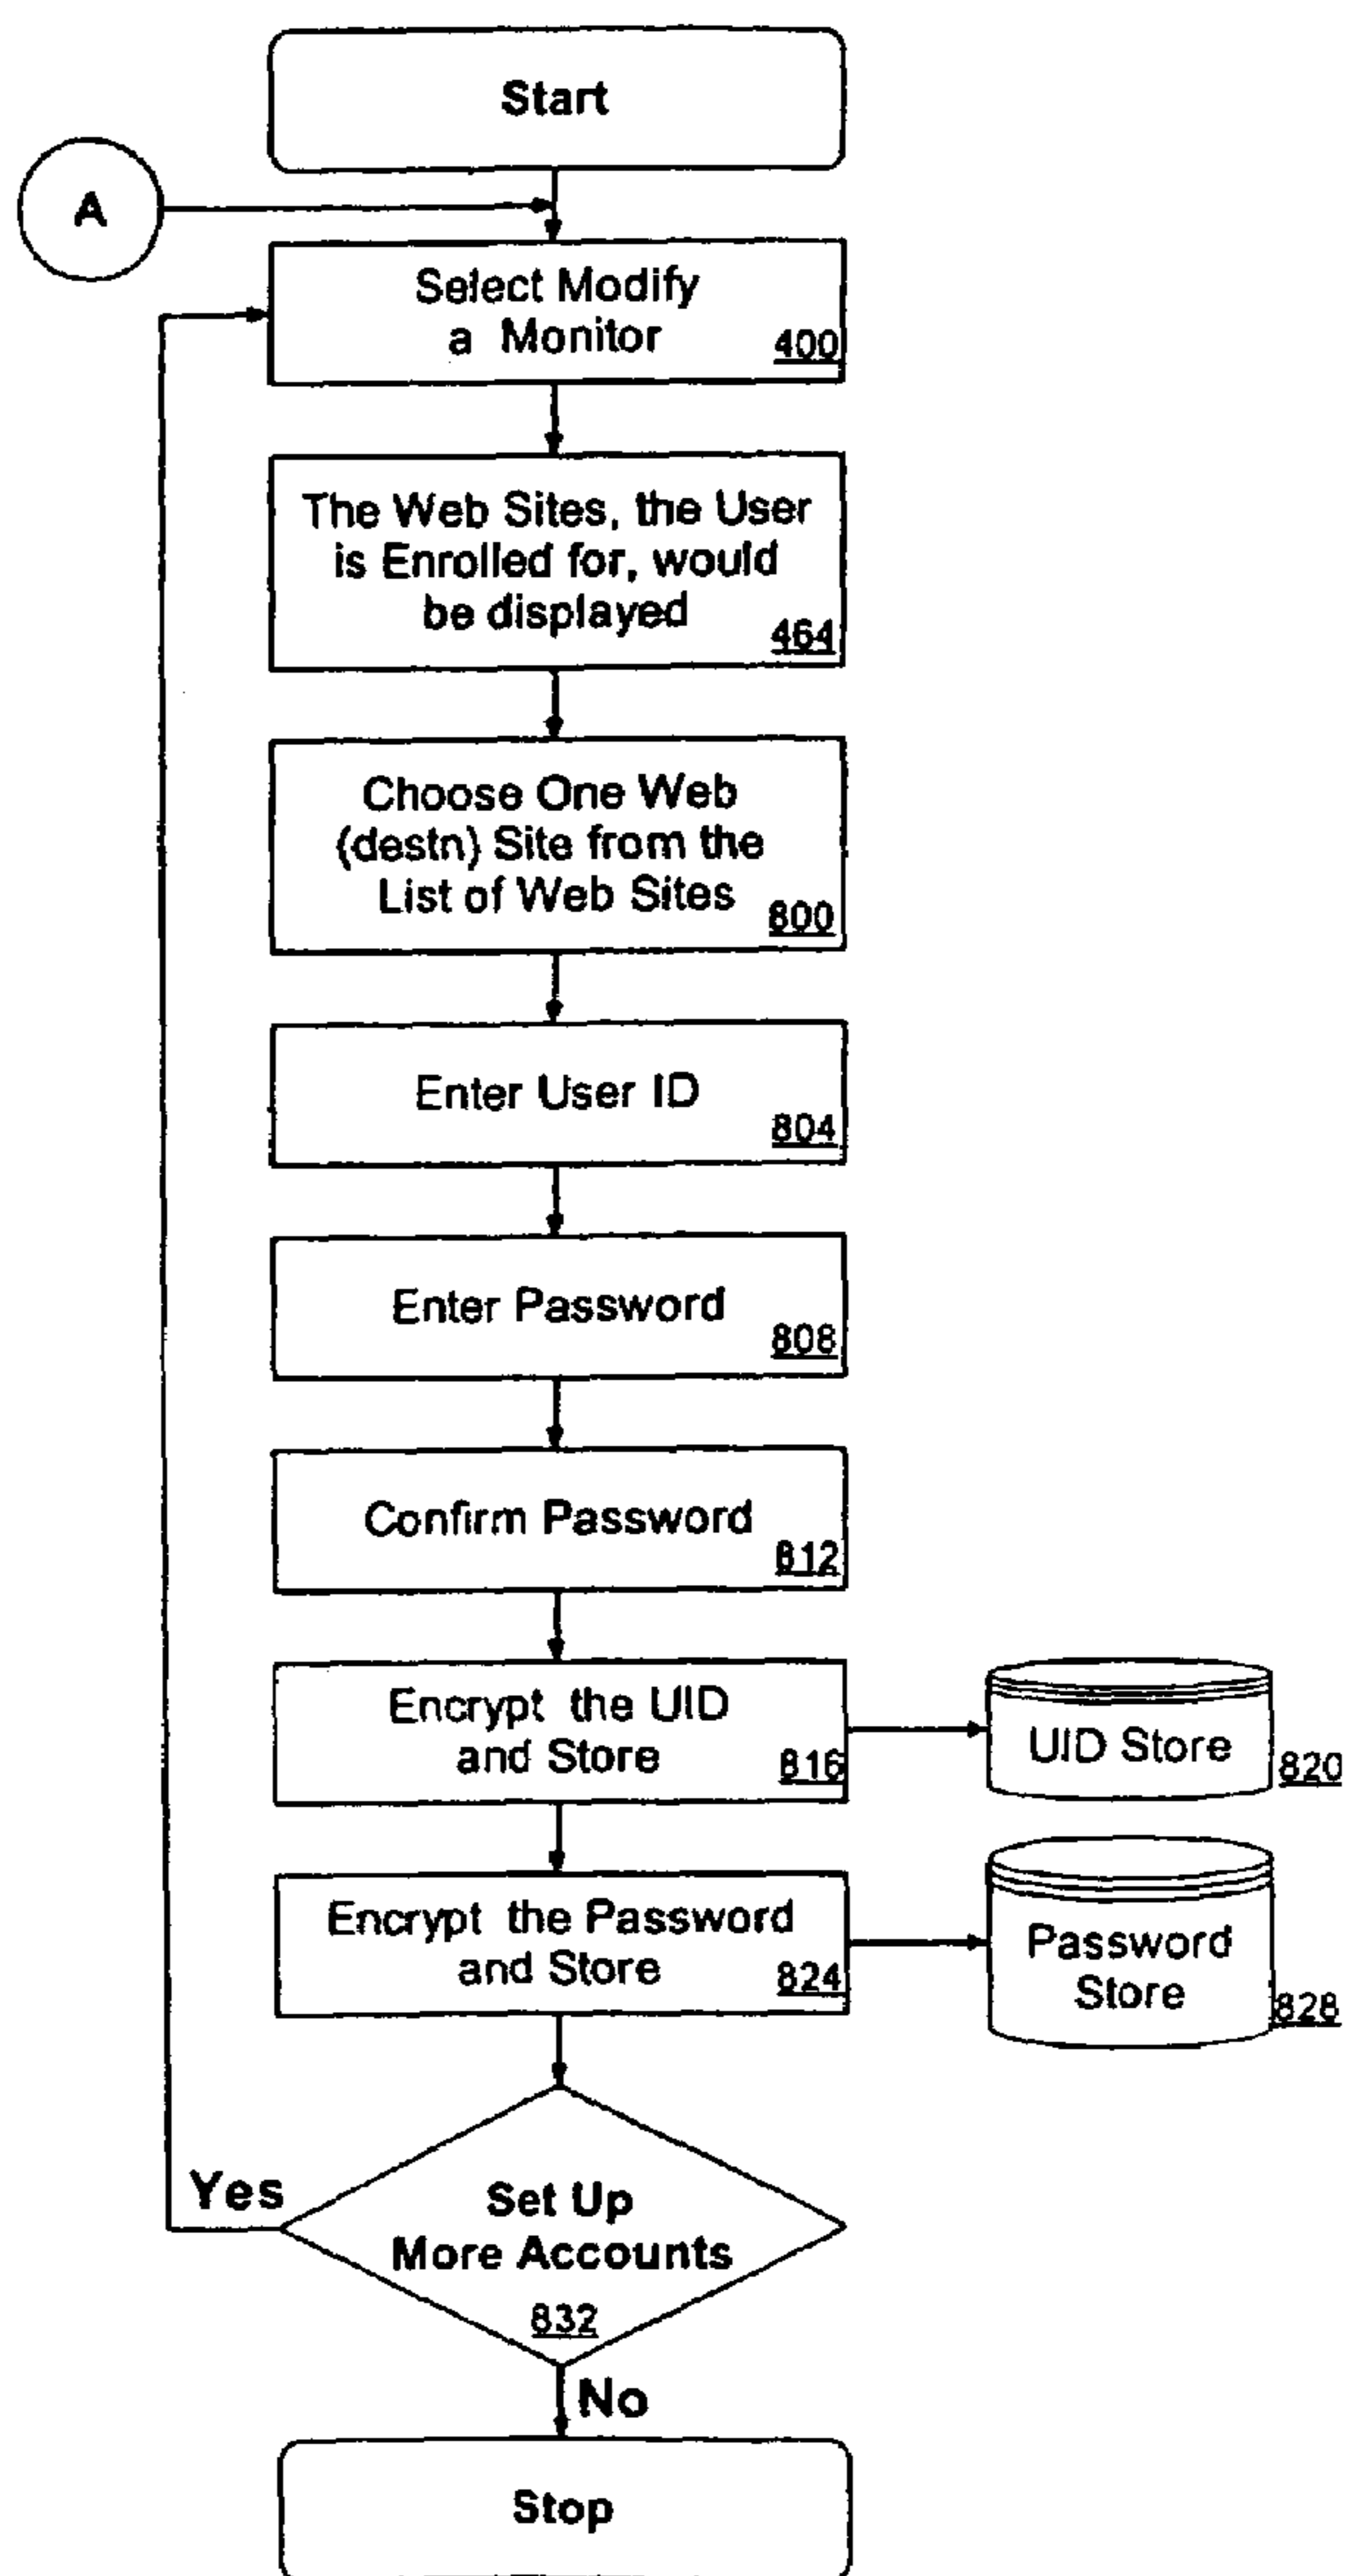 Start
A
Select Modify
a Monitor
400
The Web Sites, the User
is Enrolled for, would
be displayed
464
Choose One Web
(destn) Site from the
List of Web Sites
800
Enter User ID
804
Enter Password
808
Confirm Password
812
Encrypt the UID
and Store
816
UID Store
820
Encrypt the Password
and Store
824
Password
Store
828
Yes
Set Up
More Accounts
832
No
Stop